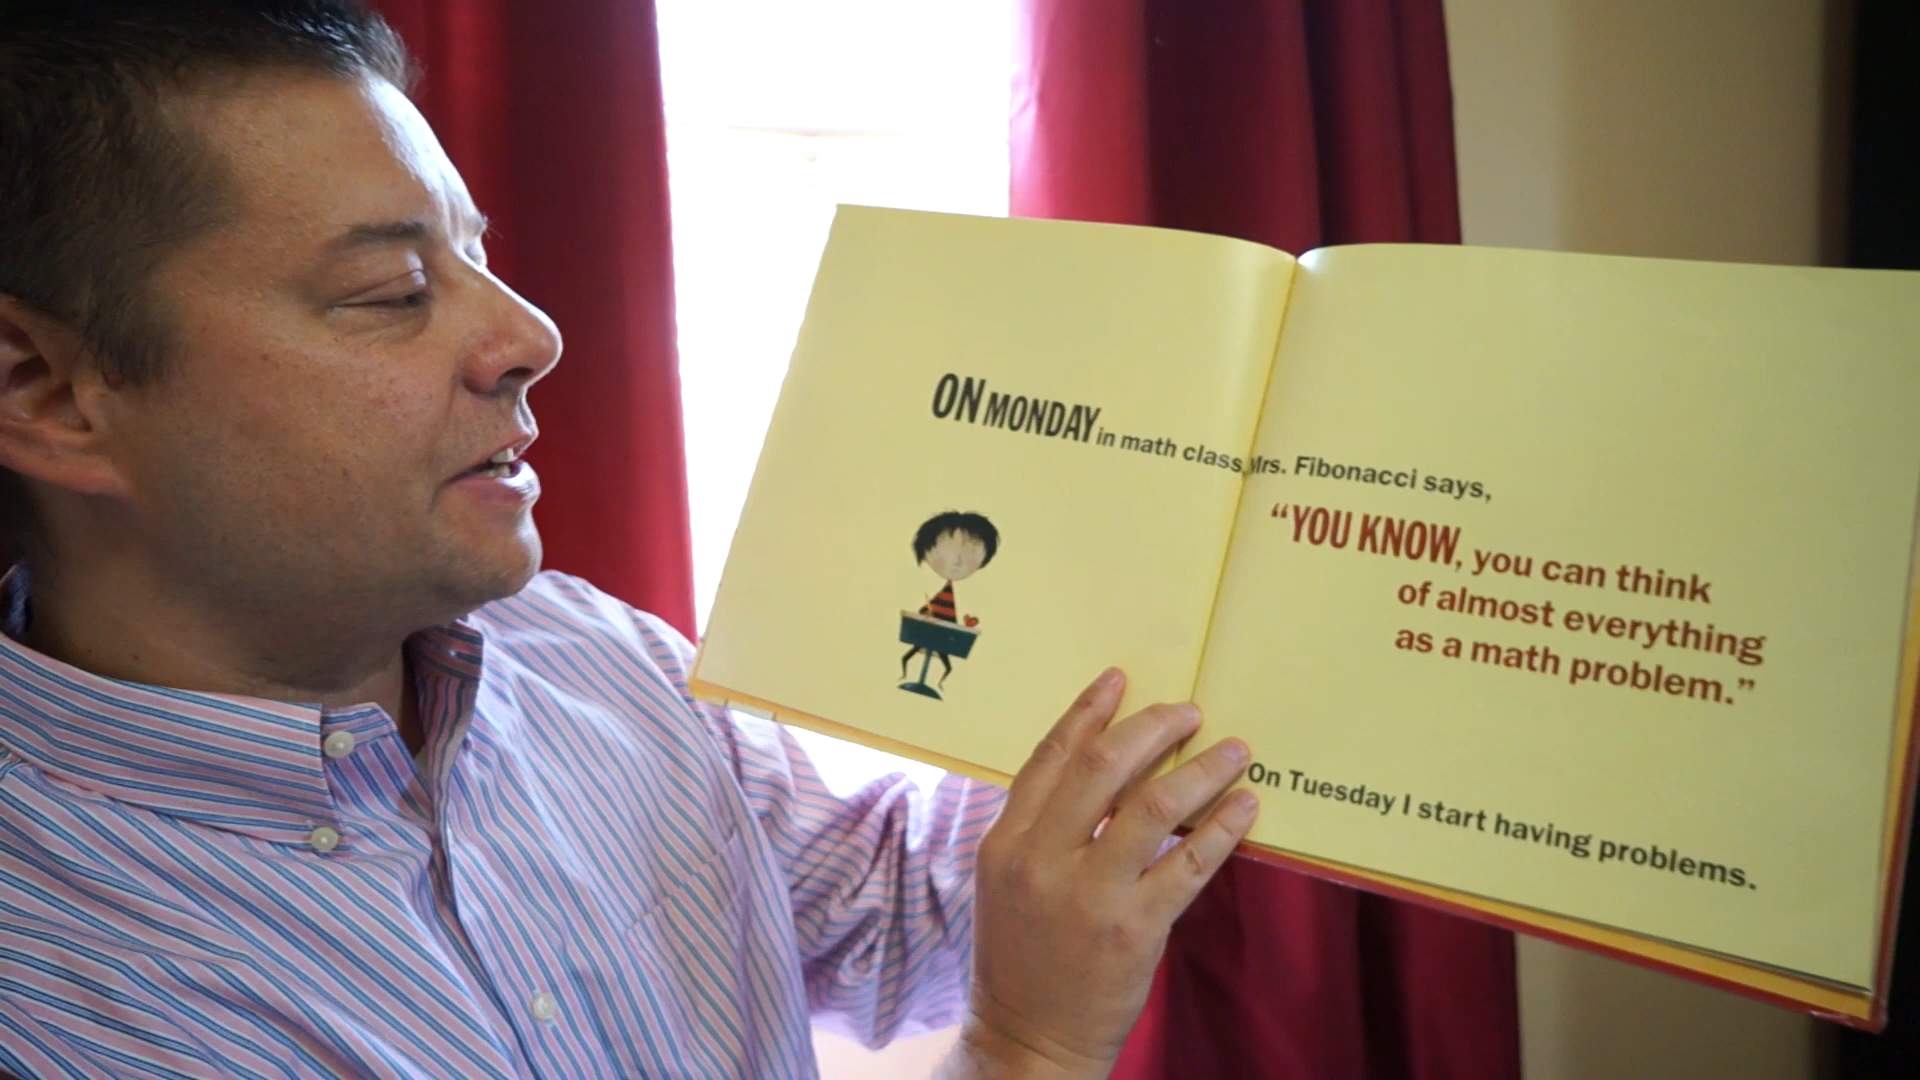 ON MONDAY in math class, Mrs. Fibonacci says,
“YOU KNOW, you can think
of almost everything
as a math problem.”
On Tuesday I start having problems.